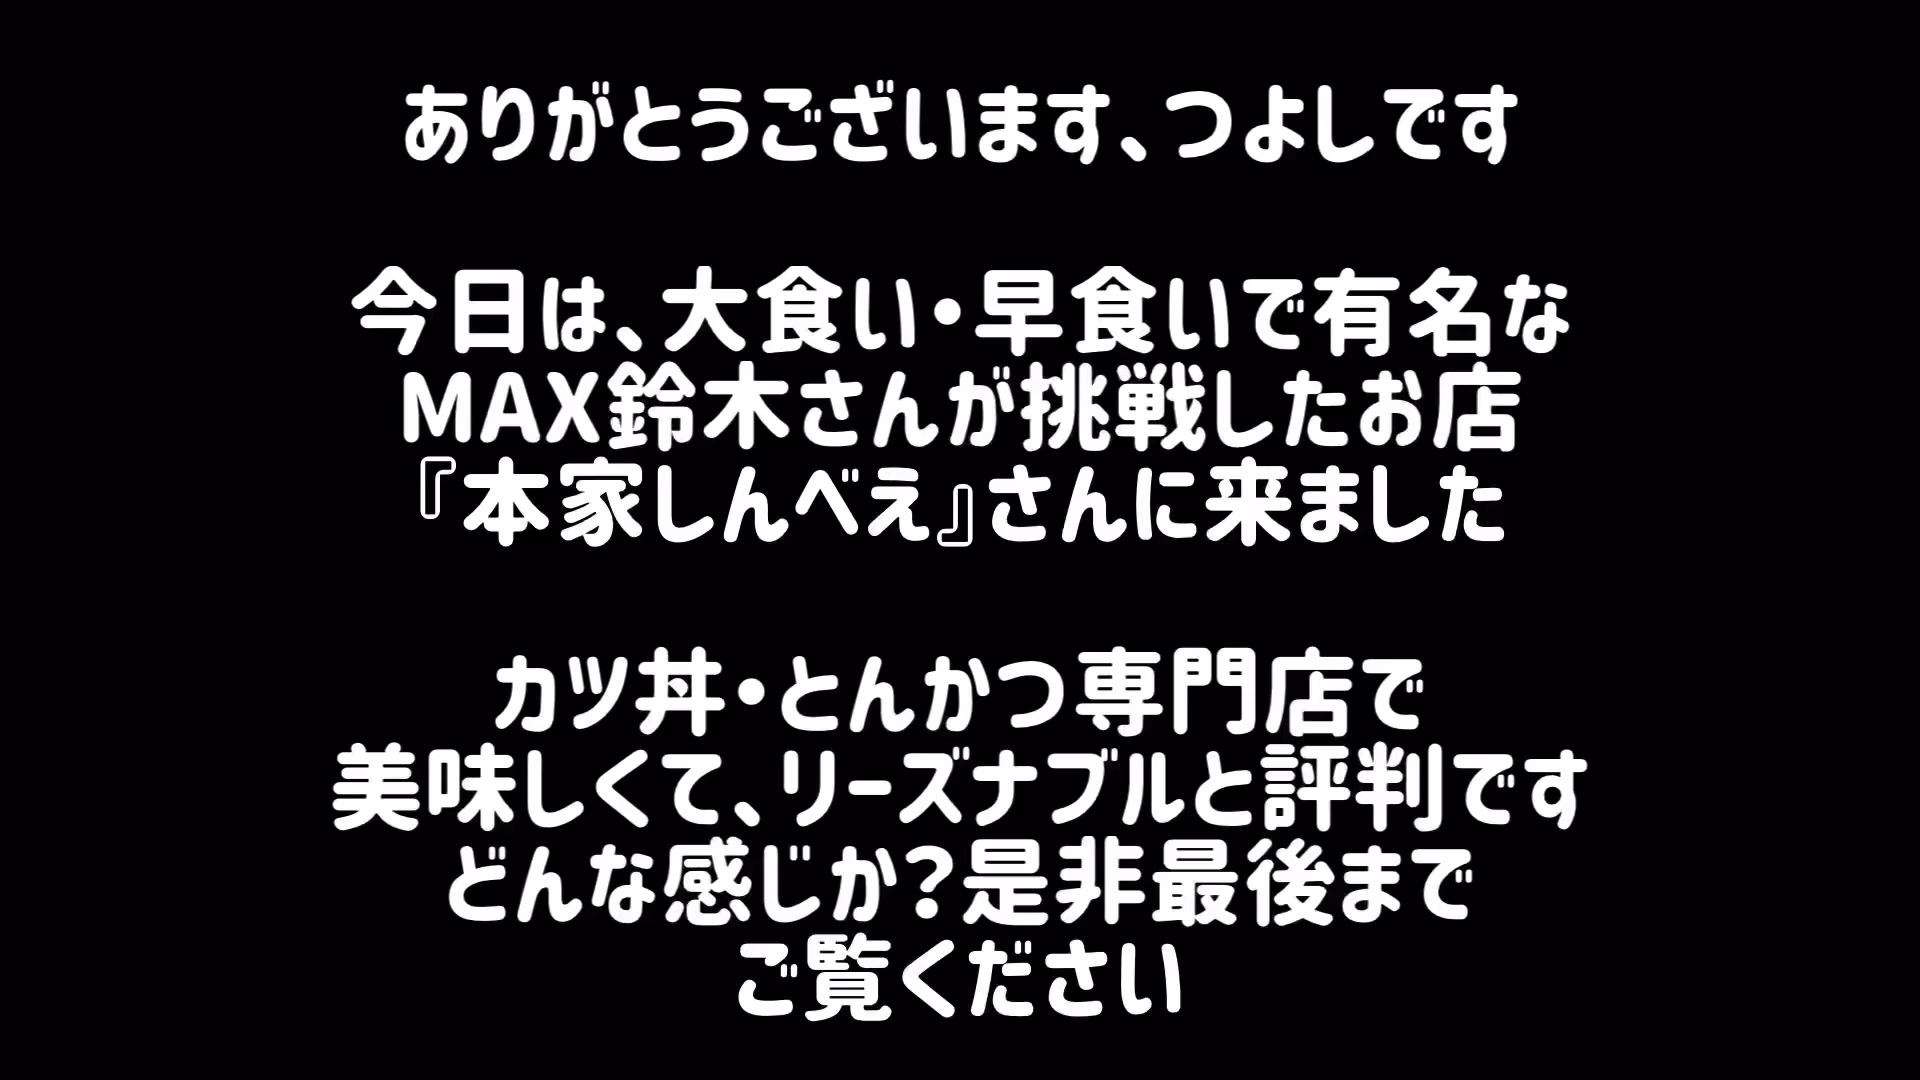 ありがとうございます、つよしです
今日は、大食い・早食いで有名な
MAX鈴木さんが挑戦したお店
『本家しんべえ』さんに来ました
カツ丼・とんかつ専門店で
美味しくて、リーズナブルと評判です
どんな感じか?是非最後まで
ご覧ください